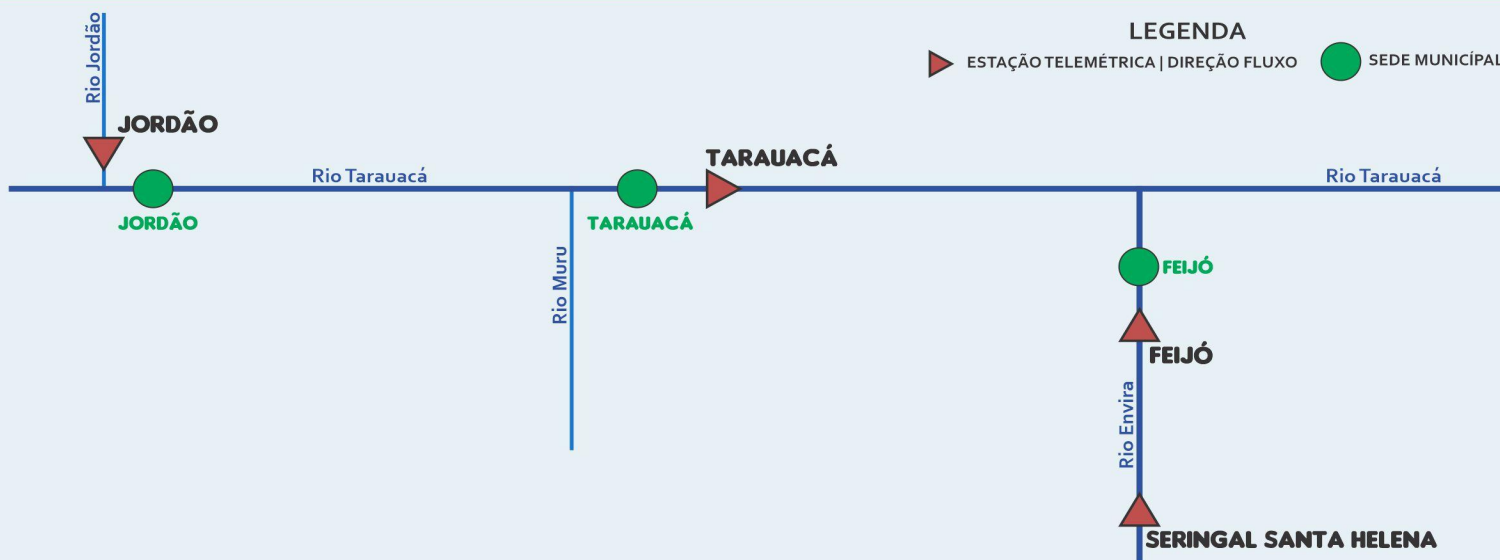 LEGENDA
ESTAÇÃO TELEMÉTRICA | DIREÇÃO FLUXO
SEDE MUNICÍPAL
Rio Jordão
JORDÃO
TARAUACÁ
Rio Tarauacá
Rio Tarauacá
JORDÃO
TARAUACÁ
Rio Muru
FEIJÓ
FEIJÓ
Rio Envira
SERINGAL SANTA HELENA